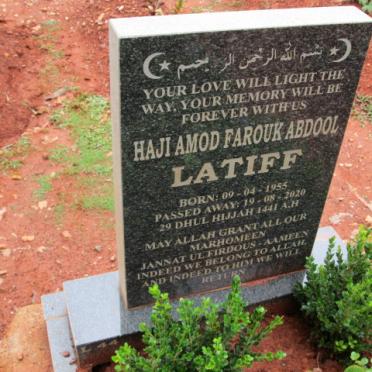 بسم الله الرحمن الرحيم
YOUR LOVE WILL LIGHT THE
WAY, YOUR MEMORY WILL BE
FOREVER WITH US
HAJI AMOD FAROUK ABDOOL
LATIFF
BORN: 09 - 04 - 1955
PASSED AWAY: 19 - 08 - 2020
29 DHUL HIJJAH 1441 A.H
MAY ALLAH GRANT ALL OUR
MARHOMEEN
JANNAT UL FIRDOUS - AAMEEN
INDEED WE BELONG TO ALLAH
AND INDEED TO HIM WE WILL
RETURN